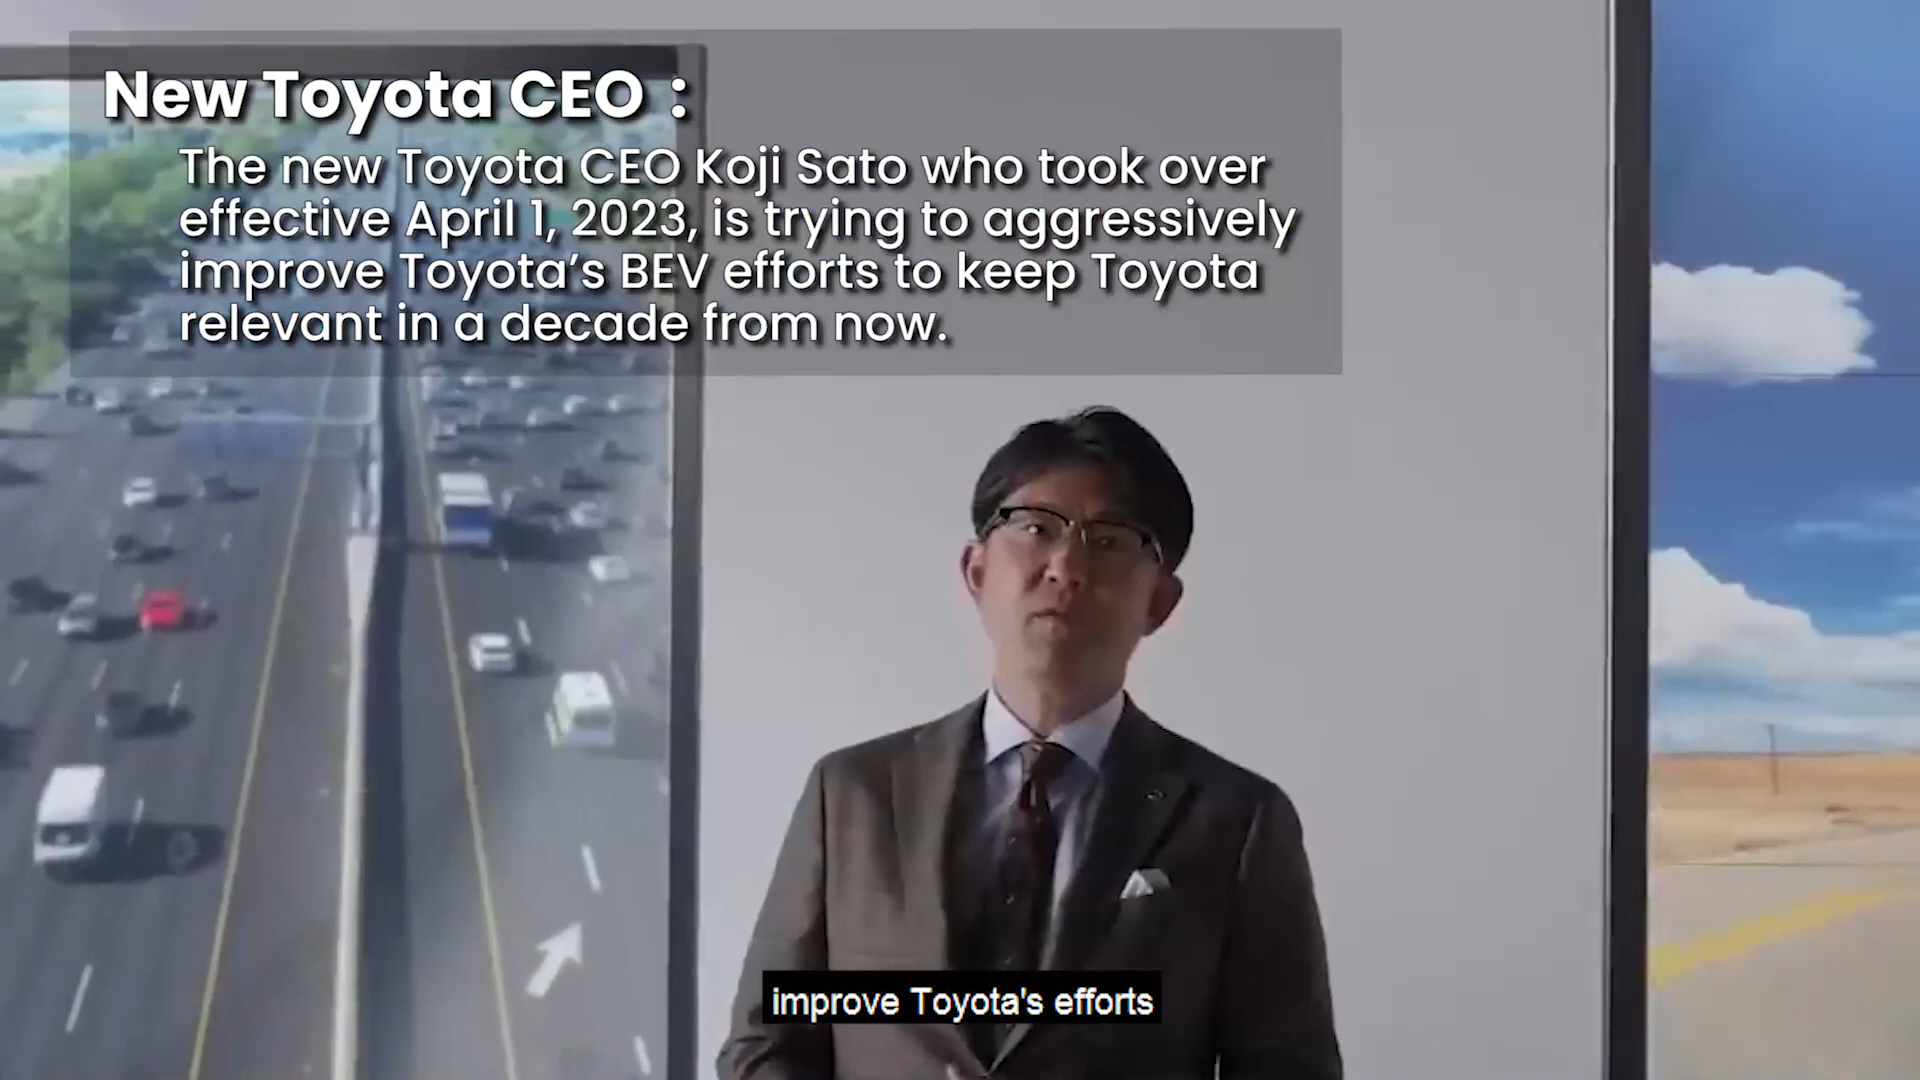 New Toyota CEO :
The new Toyota CEO Koji Sato who took over
effective April 1, 2023, is trying to aggressively
improve Toyota’s BEV efforts to keep Toyota
relevant in a decade from now.
improve Toyota's efforts